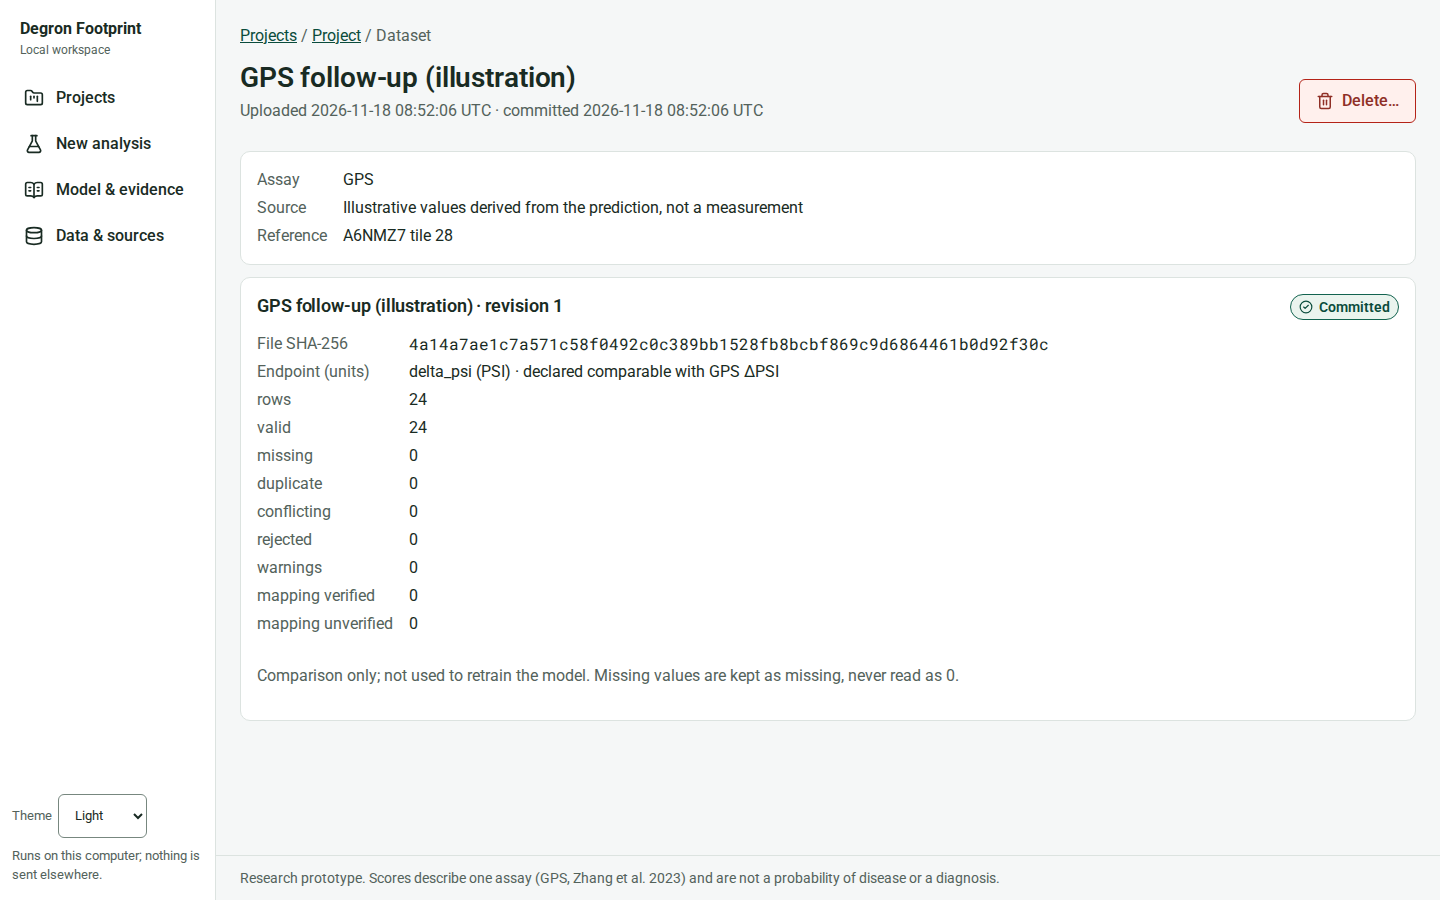 Degron Footprint
Local workspace
Projects
New analysis
Model & evidence
Data & sources
Theme
Light
Runs on this computer; nothing is
sent elsewhere.
Projects / Project / Dataset
GPS follow-up (illustration)
Uploaded 2026-11-18 08:52:06 UTC · committed 2026-11-18 08:52:06 UTC
Delete…
Assay GPS
Source Illustrative values derived from the prediction, not a measurement
Reference A6NMZ7 tile 28
GPS follow-up (illustration) · revision 1
Committed
File SHA-256 4a14a7ae1c7a571c58f0492c0c389bb1528fb8bcbf869c9d6864461b0d92f30c
Endpoint (units) delta_psi (PSI) · declared comparable with GPS ΔPSI
rows 24
valid 24
missing 0
duplicate 0
conflicting 0
rejected 0
warnings 0
mapping verified 0
mapping unverified 0
Comparison only; not used to retrain the model. Missing values are kept as missing, never read as 0.
Research prototype. Scores describe one assay (GPS, Zhang et al. 2023) and are not a probability of disease or a diagnosis.